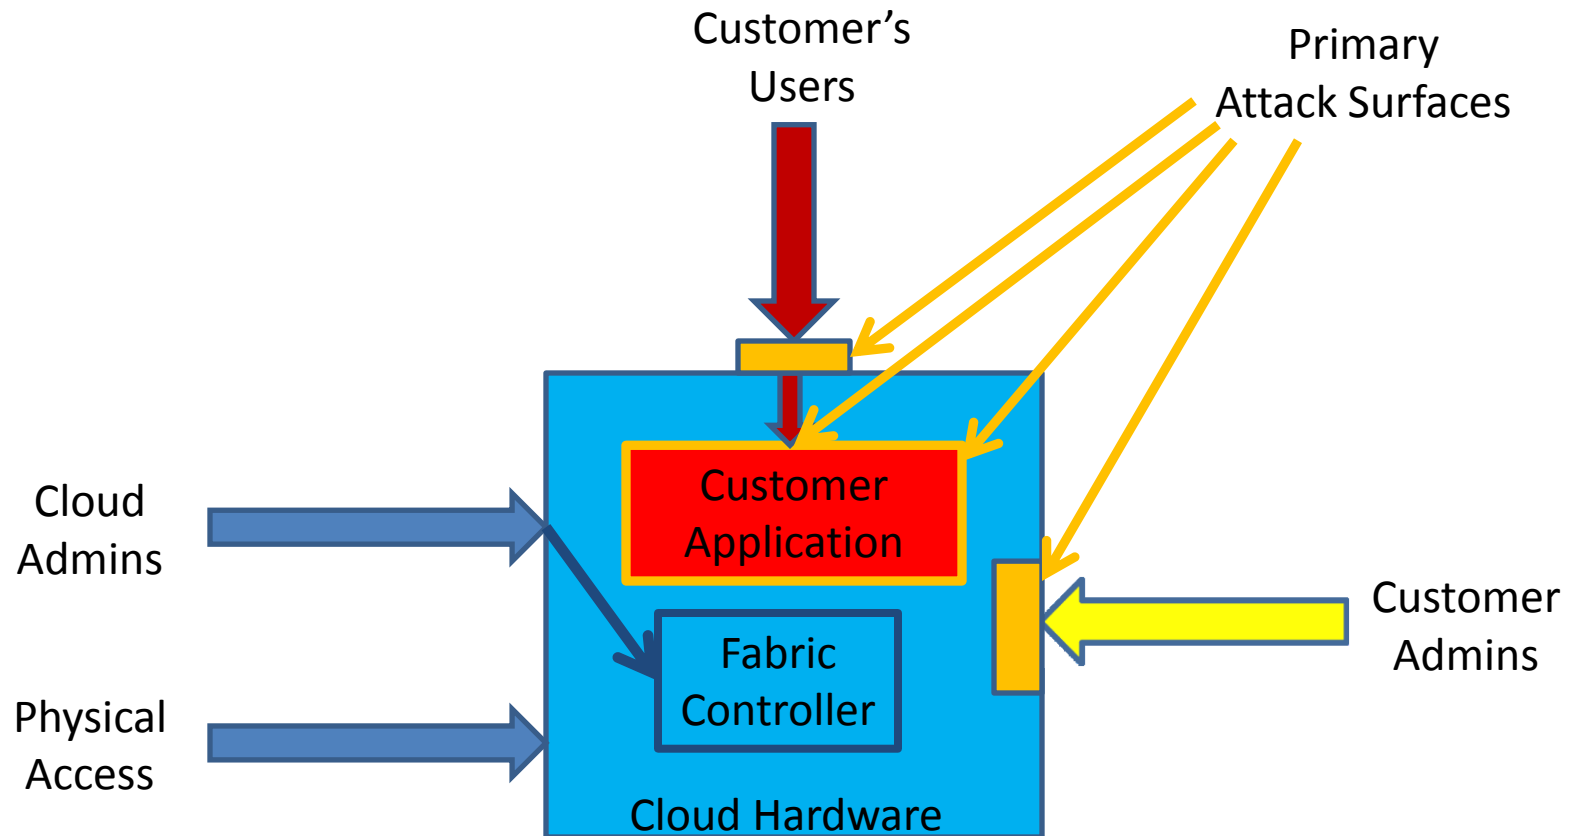 Customer’s
Users
Primary
Attack Surfaces
Customer
Application
Cloud
Admins
Customer
Admins
Fabric
Controller
Physical
Access
Cloud Hardware